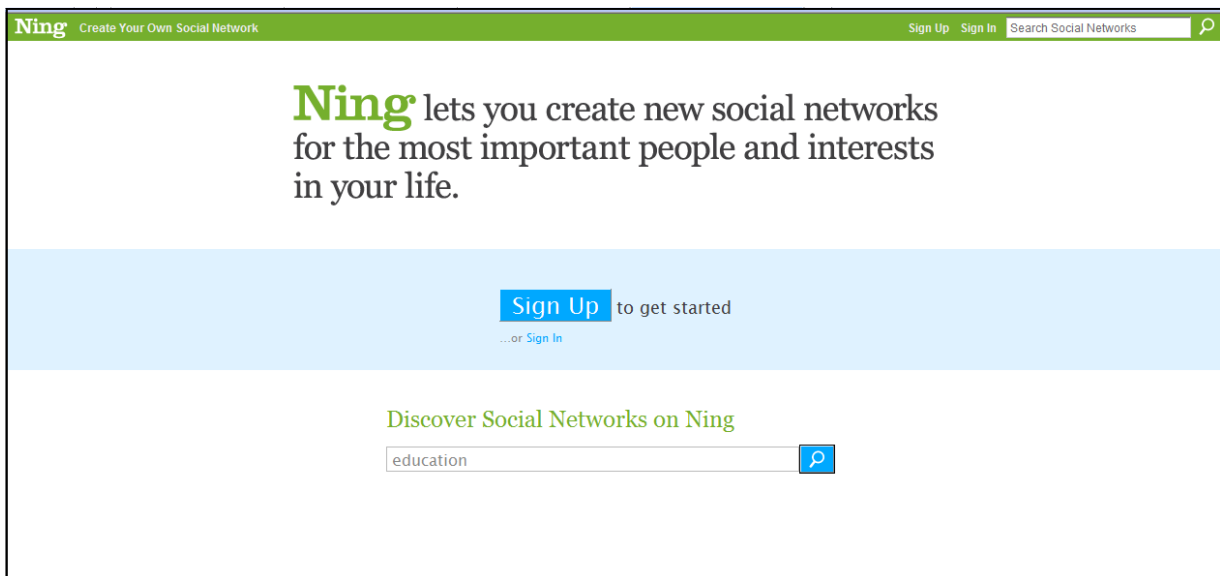 Ning Create Your Own Social Network Sign Up Sign In Search Social Networks
Ning lets you create new social networks
for the most important people and interests
in your life.
Sign Up to get started
...or Sign In
Discover Social Networks on Ning
education